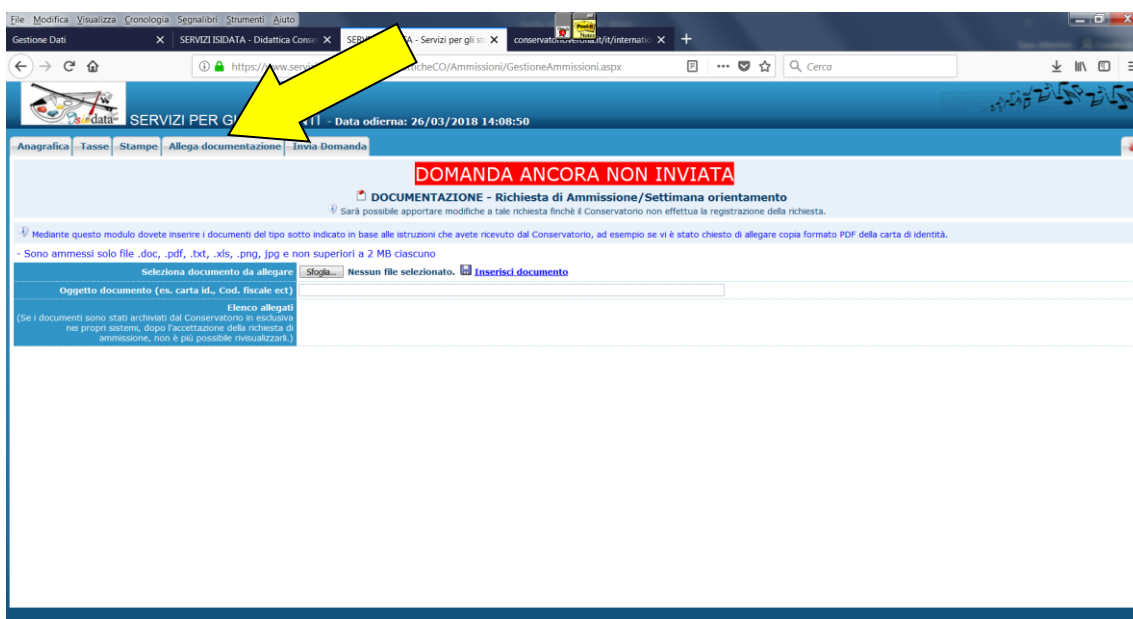 File Modifica Visualizza Cronologia Segnalibri Strumenti Aiuto
Gestione Dati SERVIZI ISIDATA - Didattica Conser - Servizi per gli st
https://www. /Ammissioni/GestioneAmmissioni.aspx Cerca
Isidata SERVIZI PER - Data odierna: 26/03/2018 14:08:50
Anagrafica Tasse Stampe Allega documentazione Invia Domanda
DOMANDA ANCORA NON INVIATA
DOCUMENTAZIONE - Richiesta di Ammissione/Settimana orientamento
Sarà possibile apportare modifiche a tale richiesta finchè il Conservatorio non effettua la registrazione della richiesta.
Mediante questo modulo dovete inserire i documenti del tipo sotto indicato in base alle istruzioni che avete ricevuto dal Conservatorio, ad esempio se vi è stato chiesto di allegare copia formato PDF della carta di identità.
- Sono ammessi solo file .doc, .pdf, .txt, .xls, .png, jpg e non superiori a 2 MB ciascuno
Seleziona documento da allegare Sfoglia... Nessun file selezionato. Inserisci documento
Oggetto documento (es. carta id., Cod. fiscale ect)
Elenco allegati
(Se i documenti sono stati archiviati dal Conservatorio in esclusiva
nei propri sistemi, dopo l'accettazione della richiesta di
ammissione, non è più possibile rivisualizzarli.)